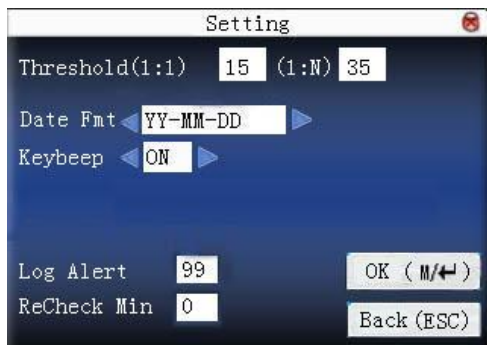 Setting
Threshold(1:1) 15 (1:N) 35
Date Fmt YY-MM-DD
Keybeep ON
Log Alert 99 OK (M/↵)
ReCheck Min 0
Back(ESC)